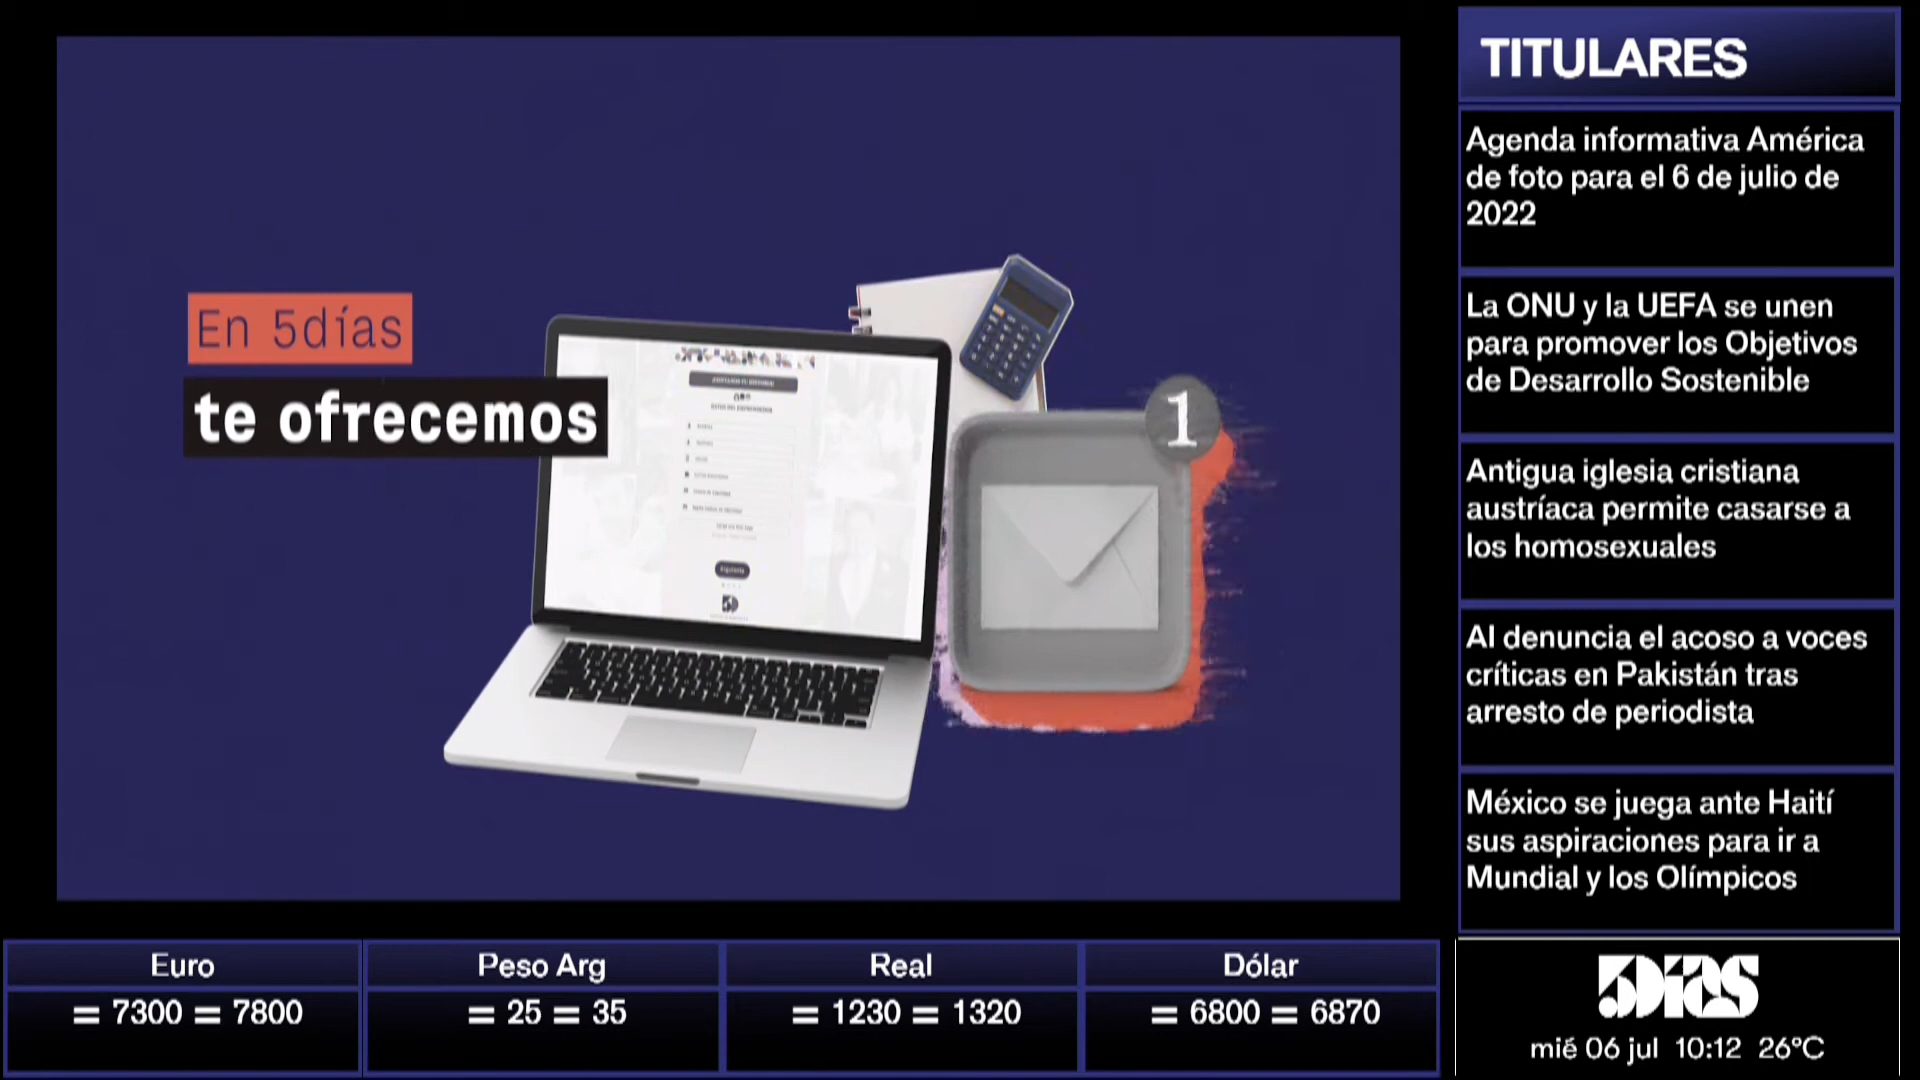 En 5días
te ofrecemos
1
TITULARES
Agenda informativa América
de foto para el 6 de julio de
2022
La ONU y la UEFA se unen
para promover los Objetivos
de Desarrollo Sostenible
Antigua iglesia cristiana
austríaca permite casarse a
los homosexuales
AI denuncia el acoso a voces
críticas en Pakistán tras
arresto de periodista
México se juega ante Haití
sus aspiraciones para ir a
Mundial y los Olímpicos
Euro
= 7300 = 7800
Peso Arg
= 25 = 35
Real
= 1230 = 1320
Dólar
= 6800 = 6870
5Días
mié 06 jul 10:12 26°C